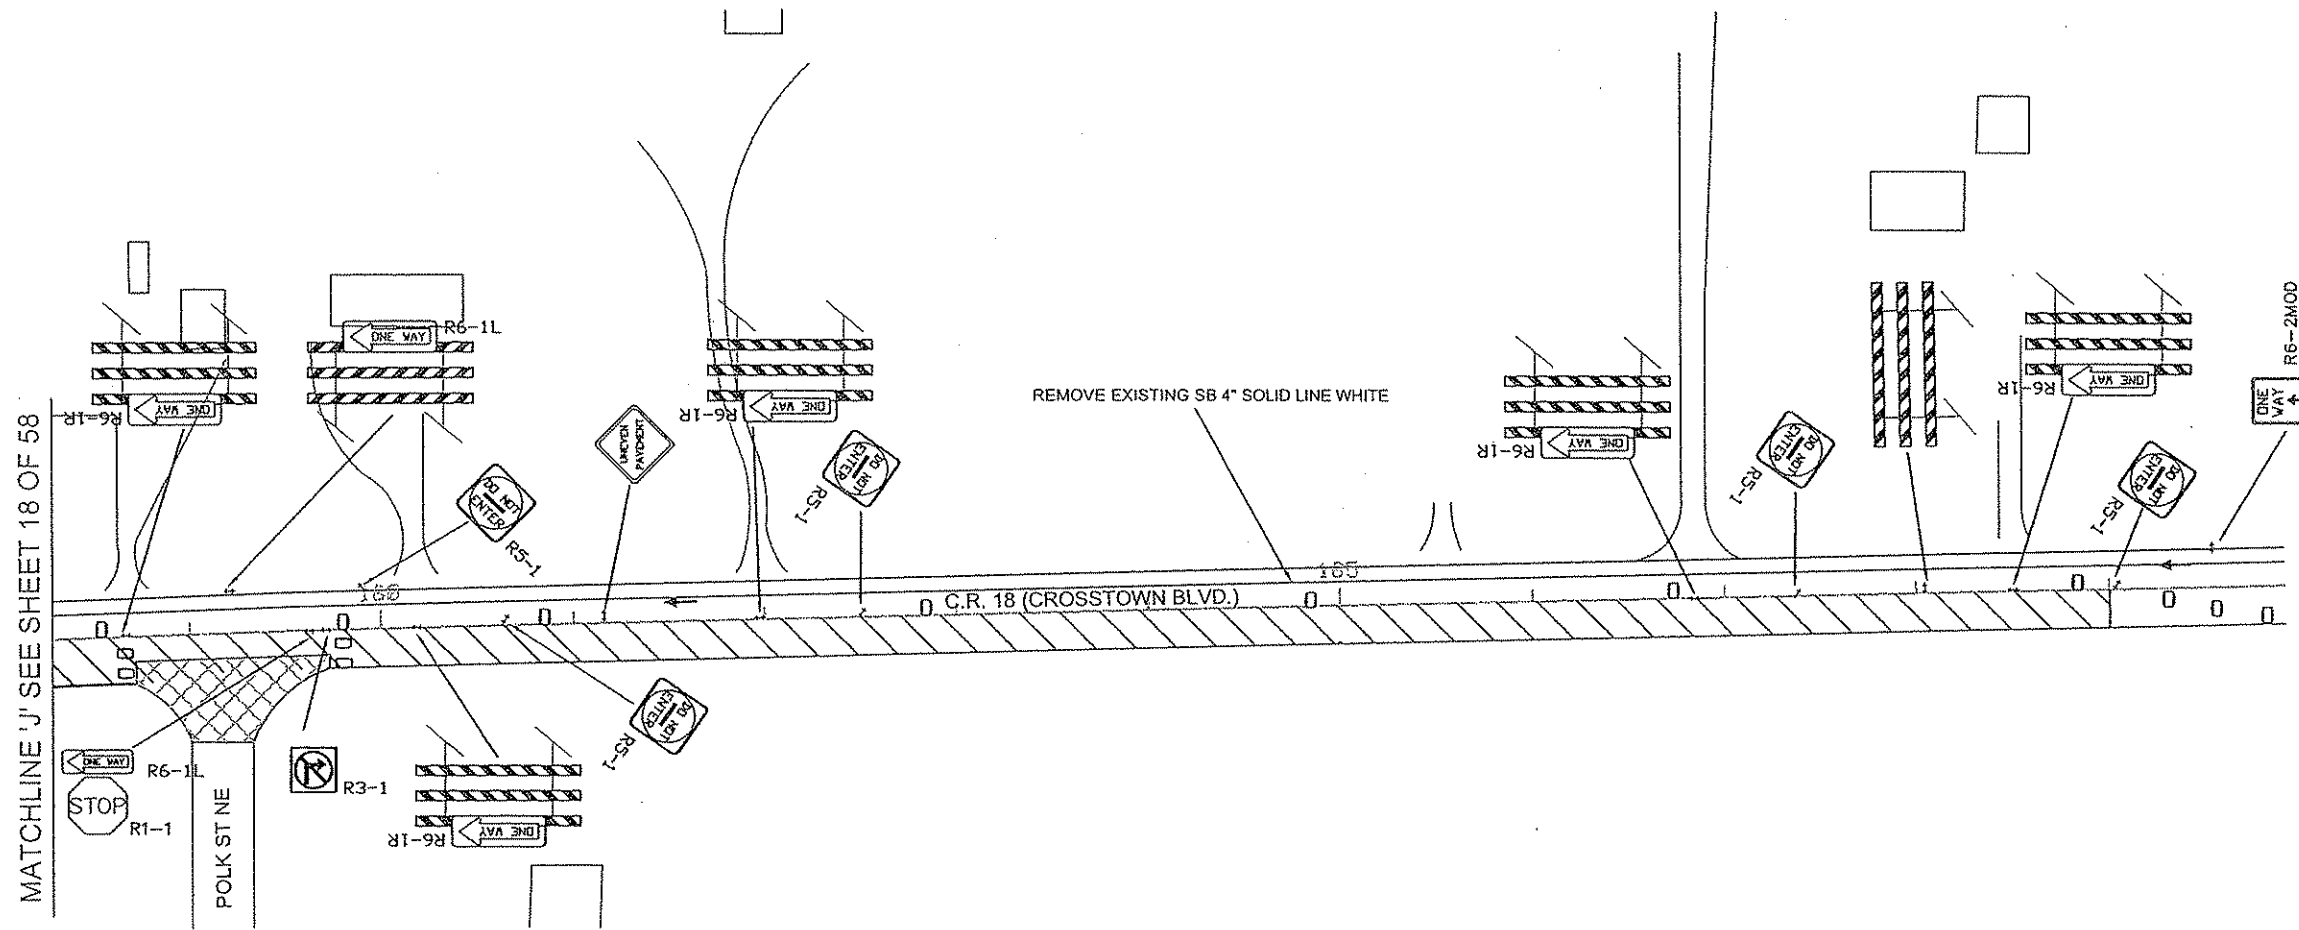 MATCHLINE 'J' SEE SHEET 18 OF 58
ONE WAY
R6-1R
ONE WAY
R6-1L
DO NOT
ENTER
R5-1
UNEVEN
PAVEMENT
ONE WAY
R6-1R
DO NOT
ENTER
R5-1
REMOVE EXISTING SB 4" SOLID LINE WHITE
ONE WAY
R6-1R
DO NOT
ENTER
R5-1
ONE WAY
R6-1R
DO NOT
ENTER
R5-1
ONE
WAY
R6-2MOD
190
185
C.R. 18 (CROSSTOWN BLVD.)
ONE WAY
R6-1L
STOP
R1-1
POLK ST NE
R3-1
ONE WAY
R6-1R
DO NOT
ENTER
R5-1